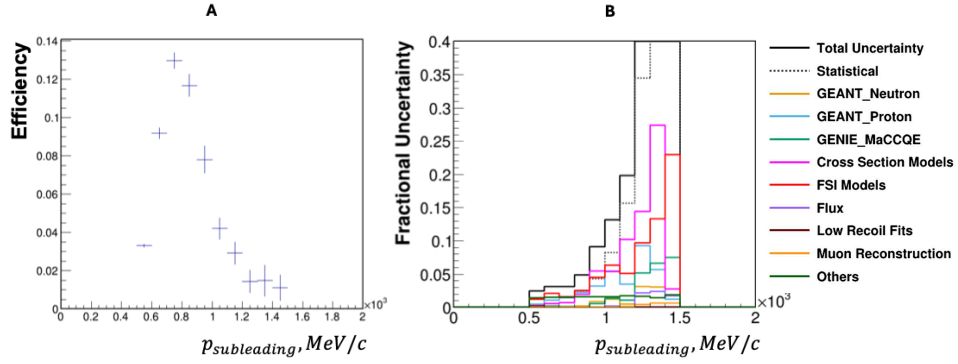 A
B
Efficiency
0.14
0.12
0.1
0.08
0.06
0.04
0.02
0
0 0.2 0.4 0.6 0.8 1 1.2 1.4 1.6 1.8 2
×10³
p_subleading, MeV/c
Fractional Uncertainty
0.4
0.35
0.3
0.25
0.2
0.15
0.1
0.05
0
0 0.5 1 1.5 2
×10³
p_subleading, MeV/c
Total Uncertainty
Statistical
GEANT_Neutron
GEANT_Proton
GENIE_MaCCQE
Cross Section Models
FSI Models
Flux
Low Recoil Fits
Muon Reconstruction
Others